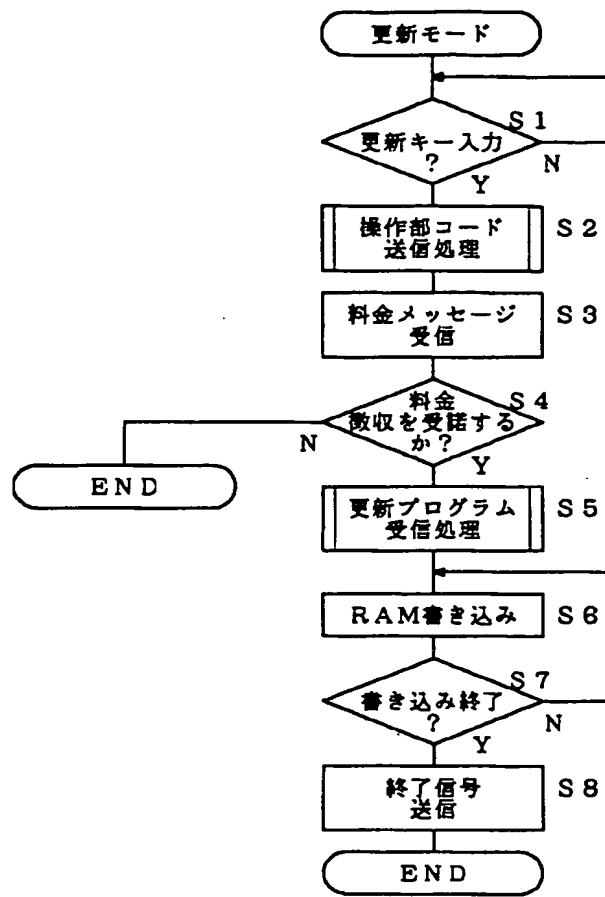 更新モード
S1
更新キー入力
?
N
Y
操作部コード
送信処理
S2
料金メッセージ
受信
S3
料金
S4
徴収を受諾する
か?
N
Y
END
更新プログラム
受信処理
S5
RAM書き込み
S6
S7
書き込み終了
?
N
Y
終了信号
送信
S8
END